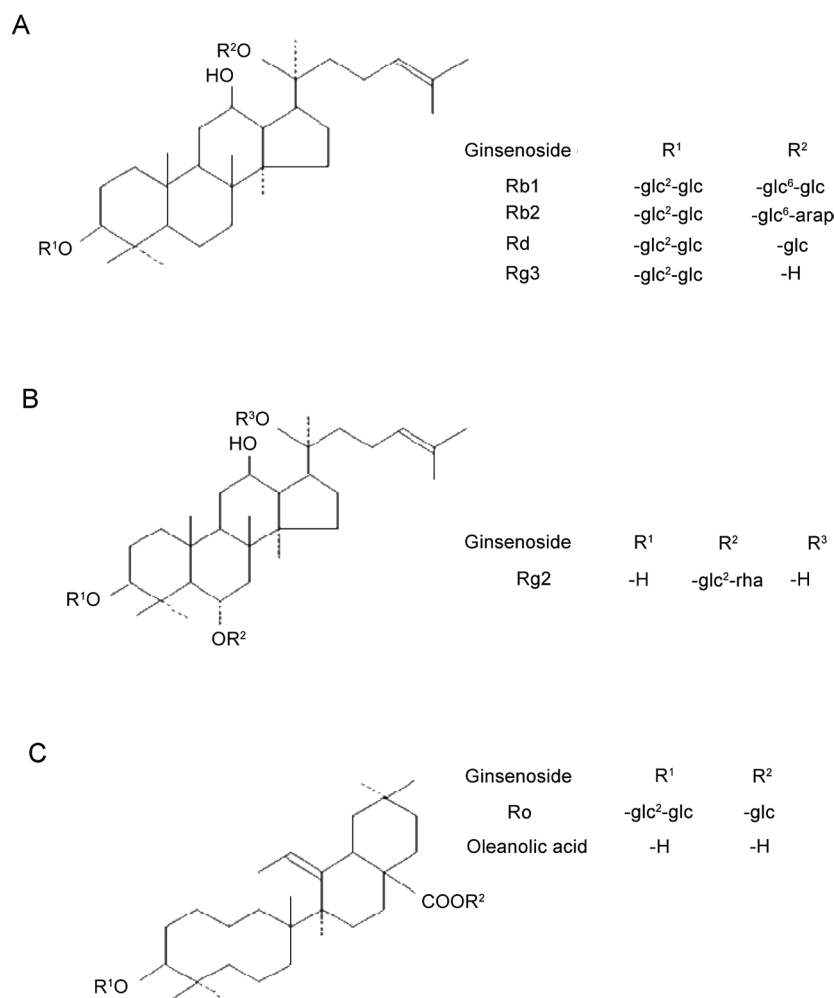 A
R²O
HO
R¹O
Ginsenoside R¹ R²
Rb1 -glc²-glc -glc⁶-glc
Rb2 -glc²-glc -glc⁶-arap
Rd -glc²-glc -glc
Rg3 -glc²-glc -H
B
R³O
HO
R¹O
OR²
Ginsenoside R¹ R² R³
Rg2 -H -glc²-rha -H
C
Ginsenoside R¹ R²
Ro -glc²-glc -glc
Oleanolic acid -H -H
COOR²
R¹O